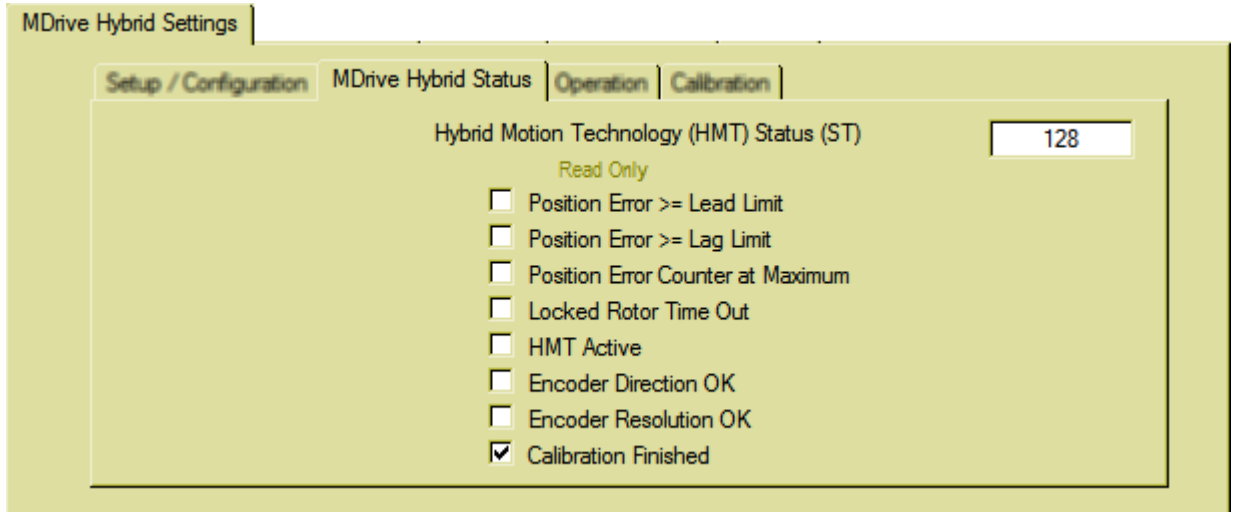 MDrive Hybrid Settings
Setup / Configuration MDrive Hybrid Status Operation Calibration
Hybrid Motion Technology (HMT) Status (ST) 128
Read Only
Position Error >= Lead Limit
Position Error >= Lag Limit
Position Error Counter at Maximum
Locked Rotor Time Out
HMT Active
Encoder Direction OK
Encoder Resolution OK
Calibration Finished